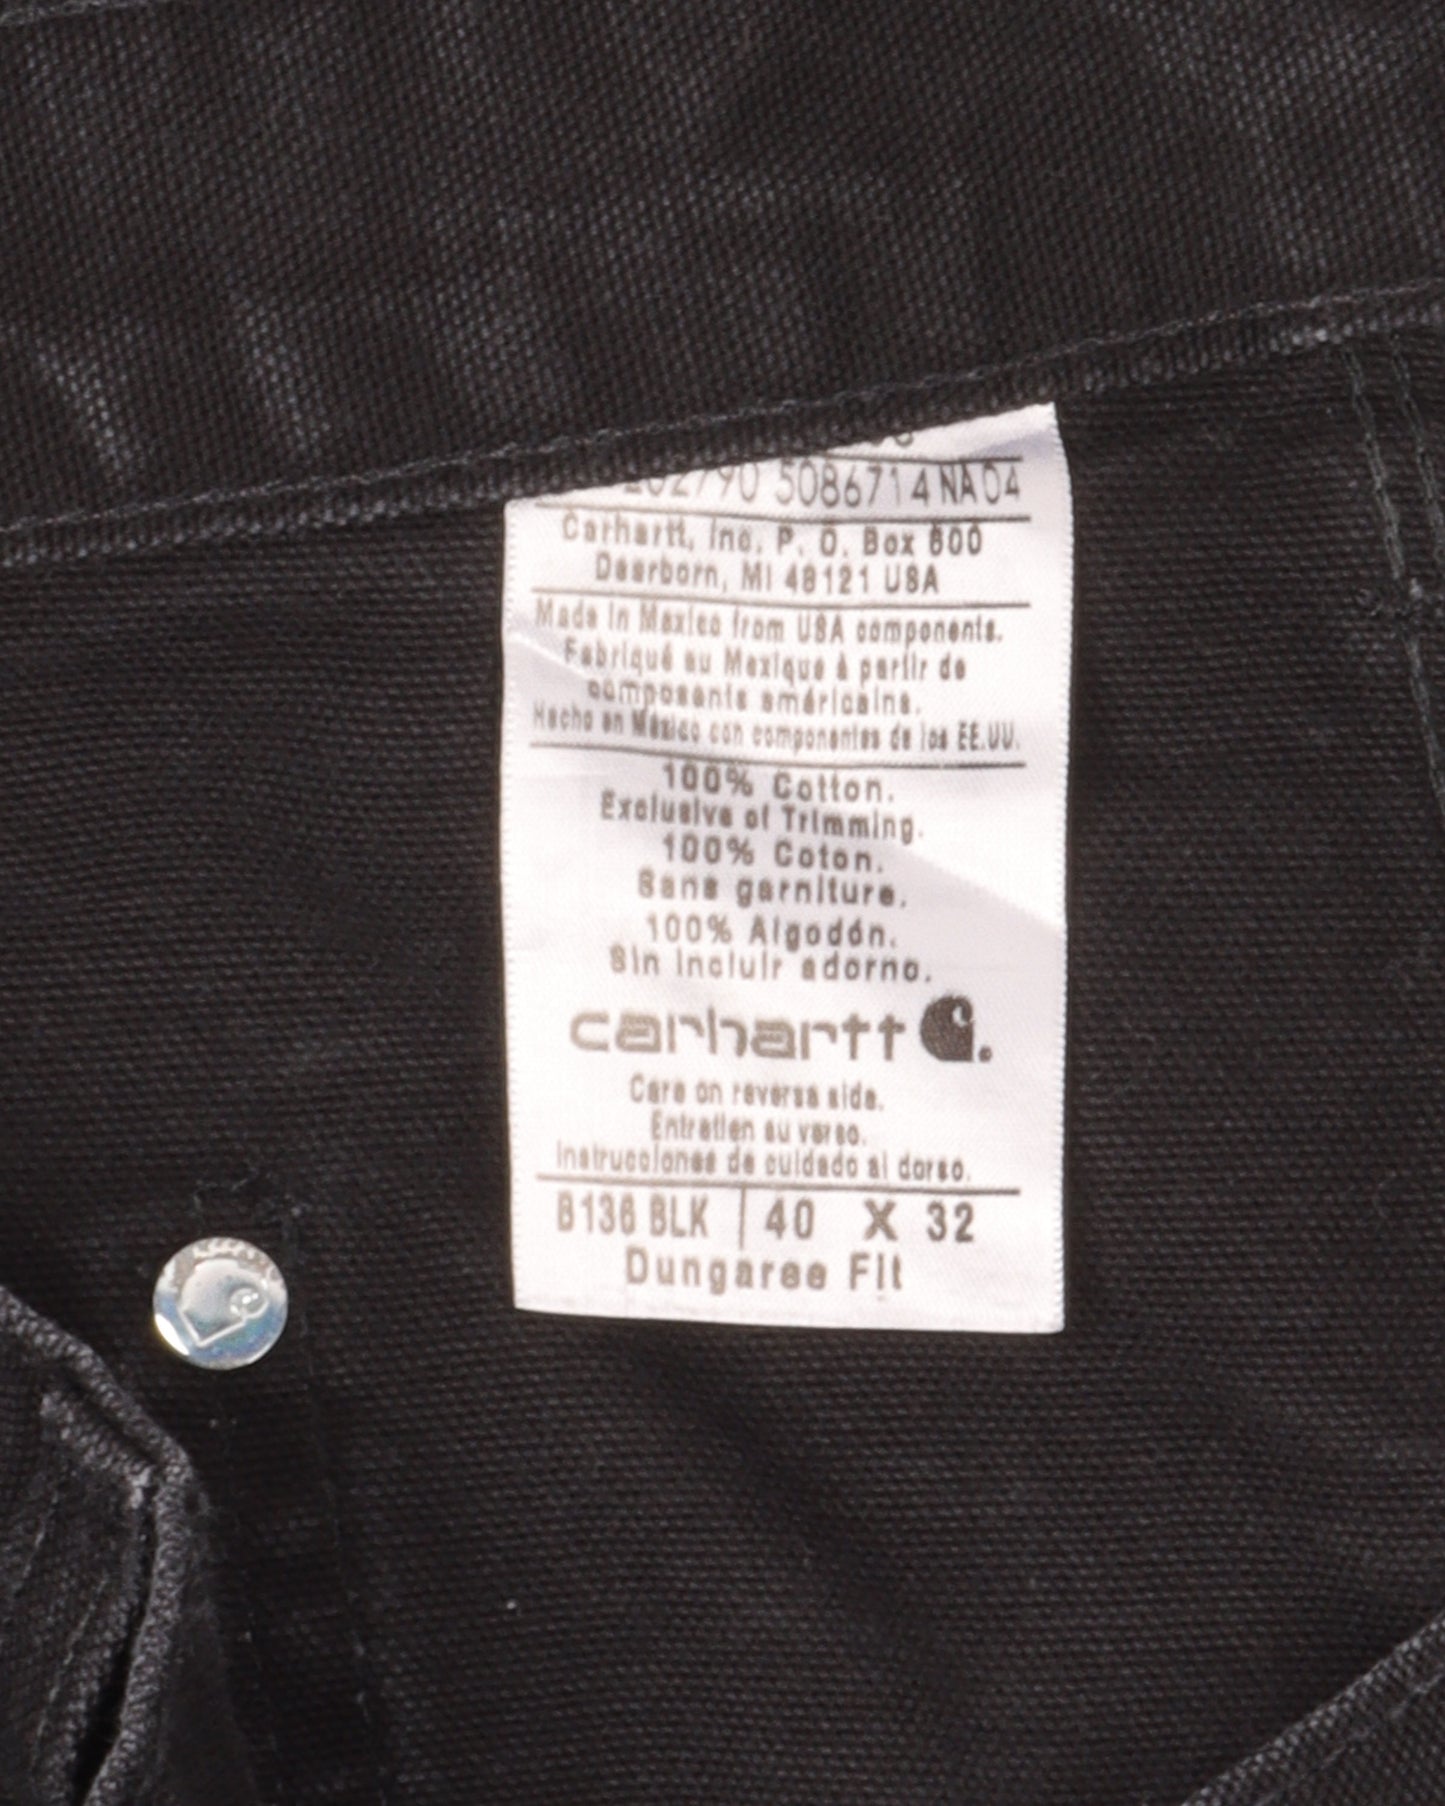 5086714 NA04
Carhartt, Inc. P. O. Box 600
Dearborn, MI 48121 USA
Made in Mexico from USA components.
Fabriqué au Mexique à partir de
composants américains.
Hecho en México con componentes de los EE.UU.
100% Cotton.
Exclusive of Trimming.
100% Coton.
Sans garniture.
100% Algodón.
Sin incluir adorno.
carhartt
Care on reverse side.
Entretien au verso.
Instrucciones de cuidado al dorso.
B136 BLK | 40 X 32
Dungaree Fit